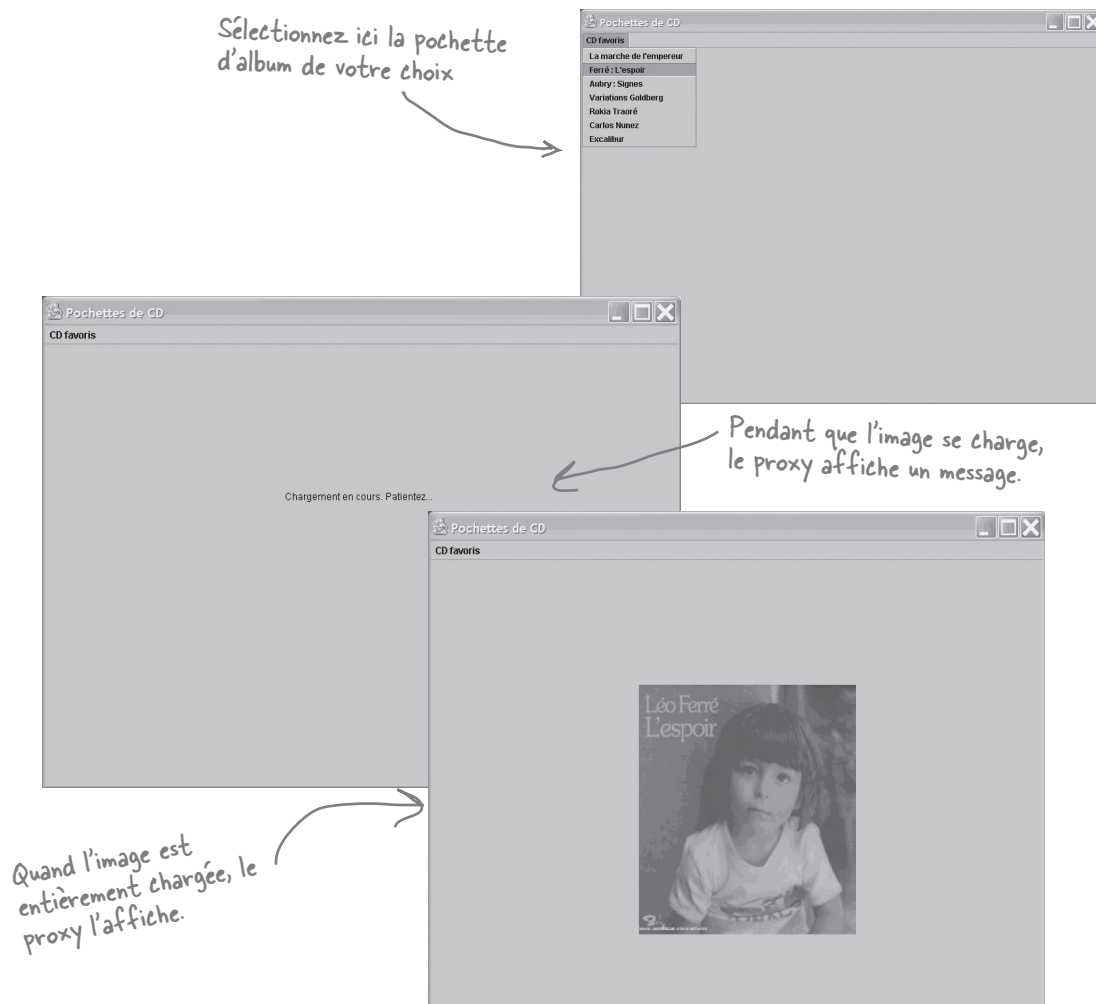 Sélectionnez ici la pochette
d'album de votre choix
Pochettes de CD
CD favoris
La marche de l'empereur
Ferré : L'espoir
Aubry : Signes
Variations Goldberg
Rokia Traoré
Carlos Nunez
Excalibur
Pochettes de CD
CD favoris
Chargement en cours. Patientez...
Pendant que l'image se charge,
le proxy affiche un message.
Pochettes de CD
CD favoris
Léo Ferré
L'espoir
Quand l'image est
entièrement chargée, le
proxy l'affiche.